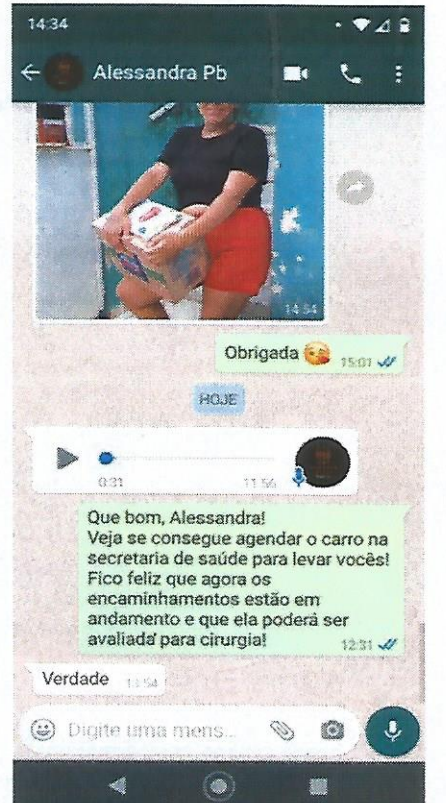 14:34
Alessandra Pb
14:54
Obrigada
15:01
HOJE
0:31
11:56
Que bom, Alessandra!
Veja se consegue agendar o carro na
secretaria de saúde para levar vocês!
Fico feliz que agora os
encaminhamentos estão em
andamento e que ela poderá ser
avaliada para cirurgia!
12:31
Verdade
13:54
Digite uma mens...